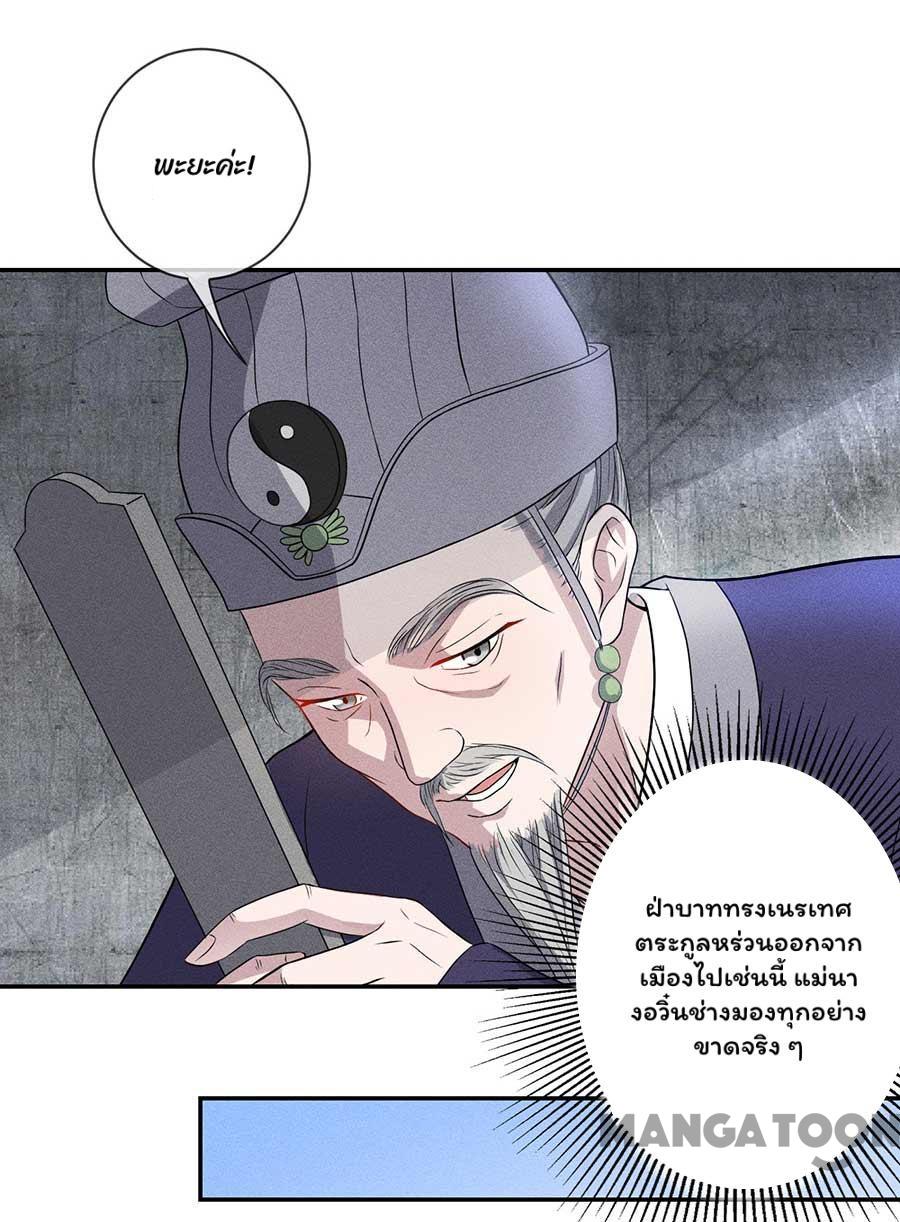 พะยะค่ะ!
ฝ่าบาททรงเนรเทศ
ตระกูลหร่วนออกจาก
เมืองไปเช่นนี้ แม่นา
งอวิ๋นช่างมองทุกอย่าง
ขาดจริง ๆ
MANGA TOON